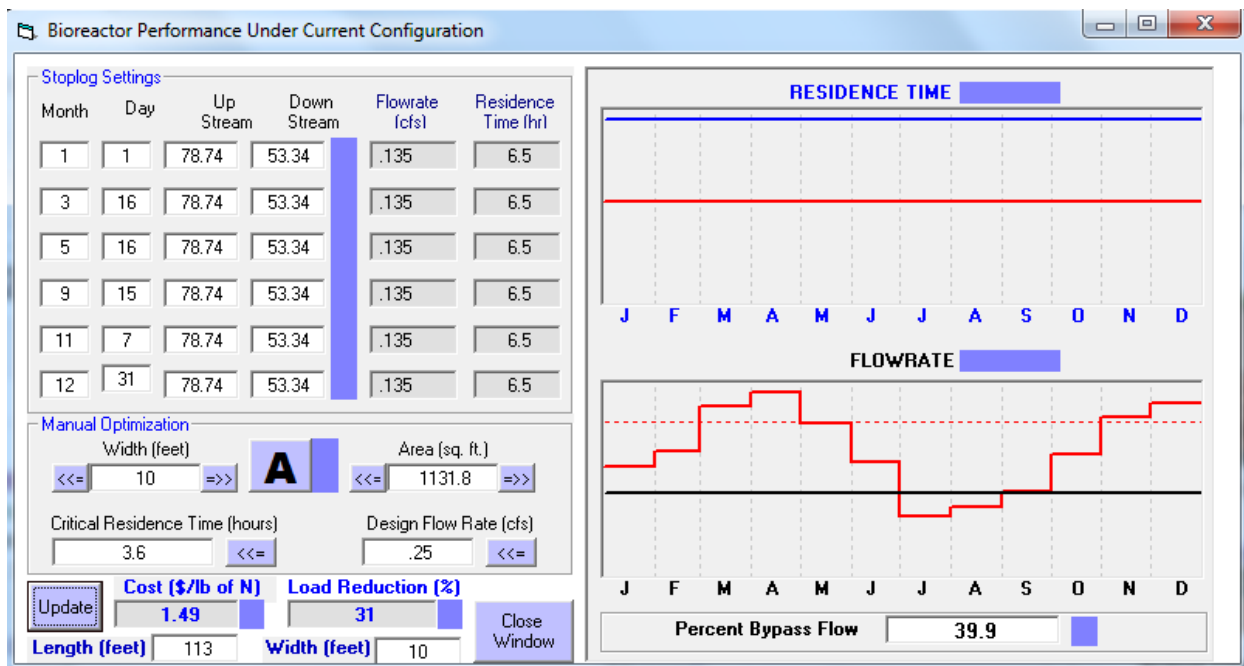 Bioreactor Performance Under Current Configuration
Stoplog Settings
Month Day Up Stream Down Stream Flowrate (cfs) Residence Time (hr)
1 1 78.74 53.34 .135 6.5
3 16 78.74 53.34 .135 6.5
5 16 78.74 53.34 .135 6.5
9 15 78.74 53.34 .135 6.5
11 7 78.74 53.34 .135 6.5
12 31 78.74 53.34 .135 6.5
Manual Optimization
Width (feet) Area (sq. ft.)
<<= 10 =>> A <<= 1131.8 =>>
Critical Residence Time (hours) Design Flow Rate (cfs)
3.6 <<= .25 <<=
Update Cost ($/lb of N) Load Reduction (%)
1.49 31
Close Window
Length (feet) 113 Width (feet) 10
RESIDENCE TIME
J F M A M J J A S O N D
FLOWRATE
J F M A M J J A S O N D
Percent Bypass Flow 39.9